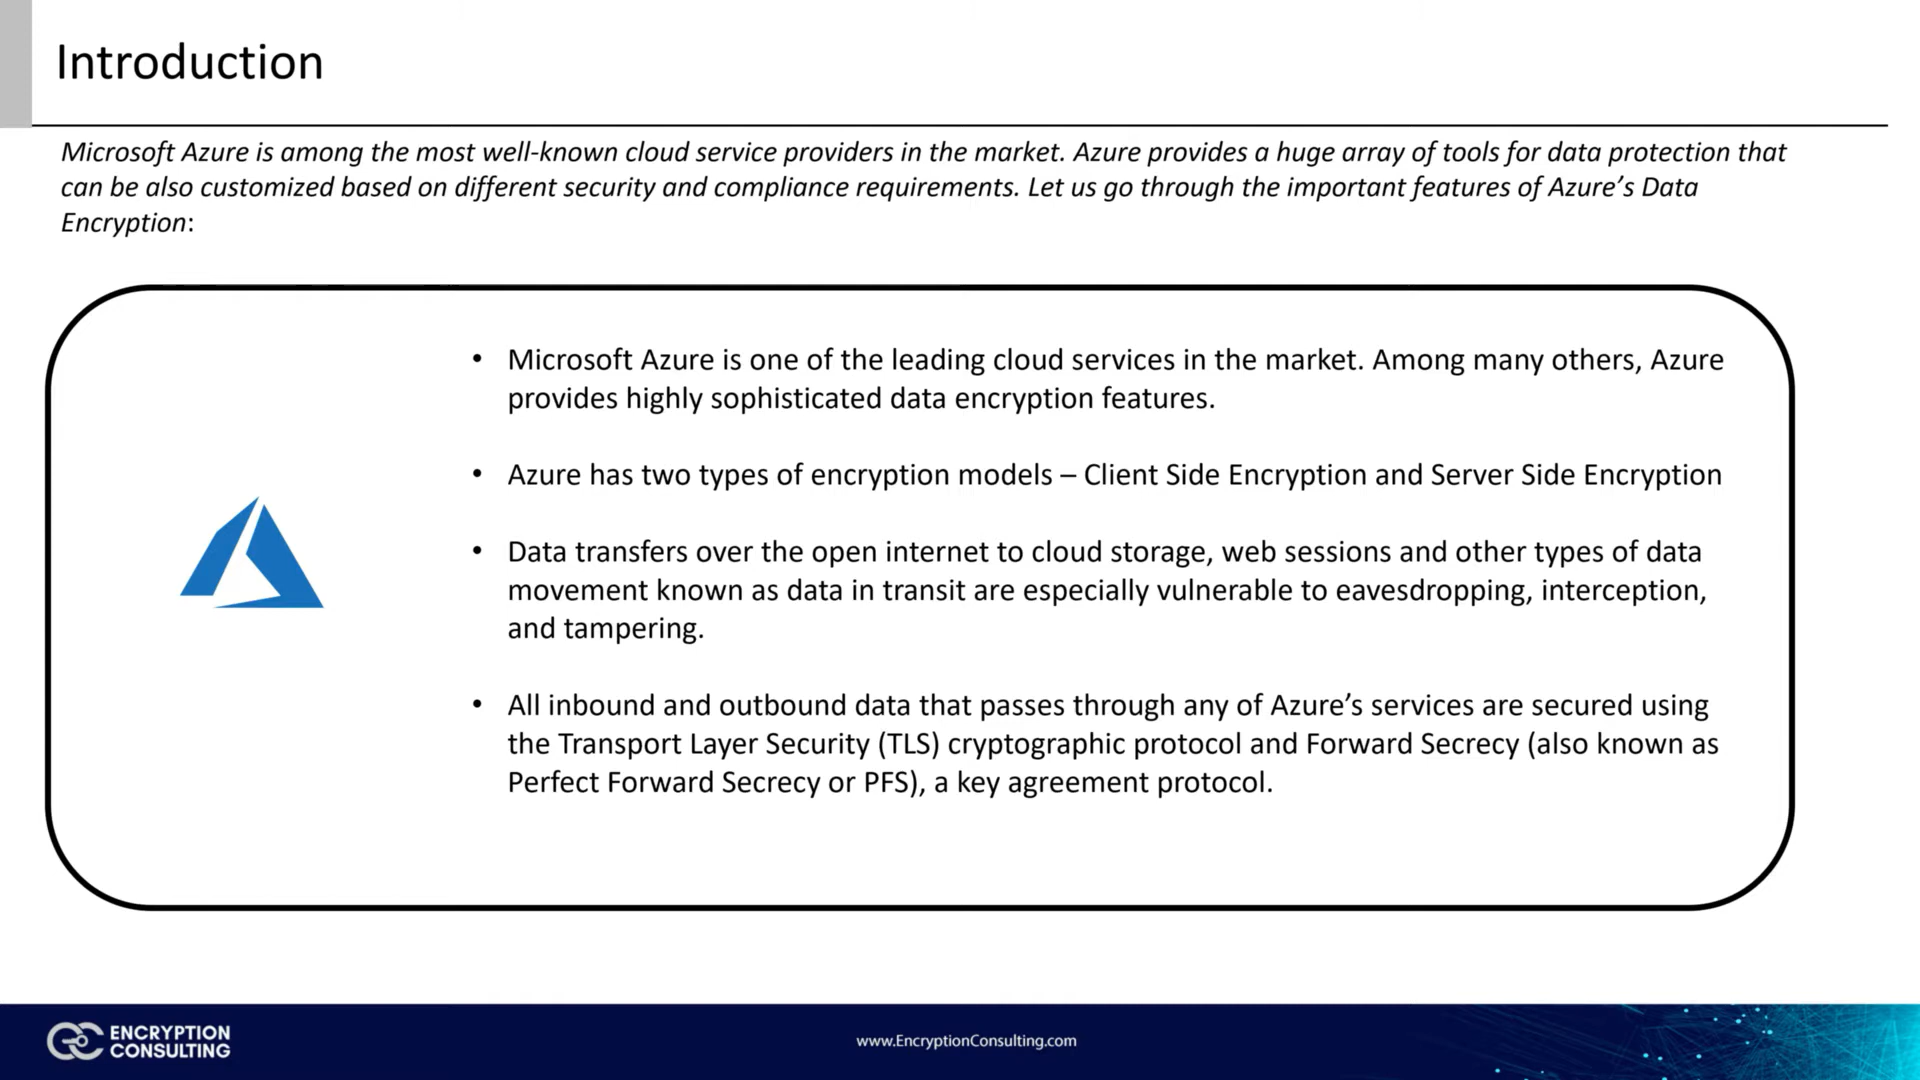 Introduction
Microsoft Azure is among the most well-known cloud service providers in the market. Azure provides a huge array of tools for data protection that
can be also customized based on different security and compliance requirements. Let us go through the important features of Azure’s Data
Encryption:
• Microsoft Azure is one of the leading cloud services in the market. Among many others, Azure
provides highly sophisticated data encryption features.
• Azure has two types of encryption models – Client Side Encryption and Server Side Encryption
• Data transfers over the open internet to cloud storage, web sessions and other types of data
movement known as data in transit are especially vulnerable to eavesdropping, interception,
and tampering.
• All inbound and outbound data that passes through any of Azure’s services are secured using
the Transport Layer Security (TLS) cryptographic protocol and Forward Secrecy (also known as
Perfect Forward Secrecy or PFS), a key agreement protocol.
ENCRYPTION
CONSULTING
www.EncryptionConsulting.com